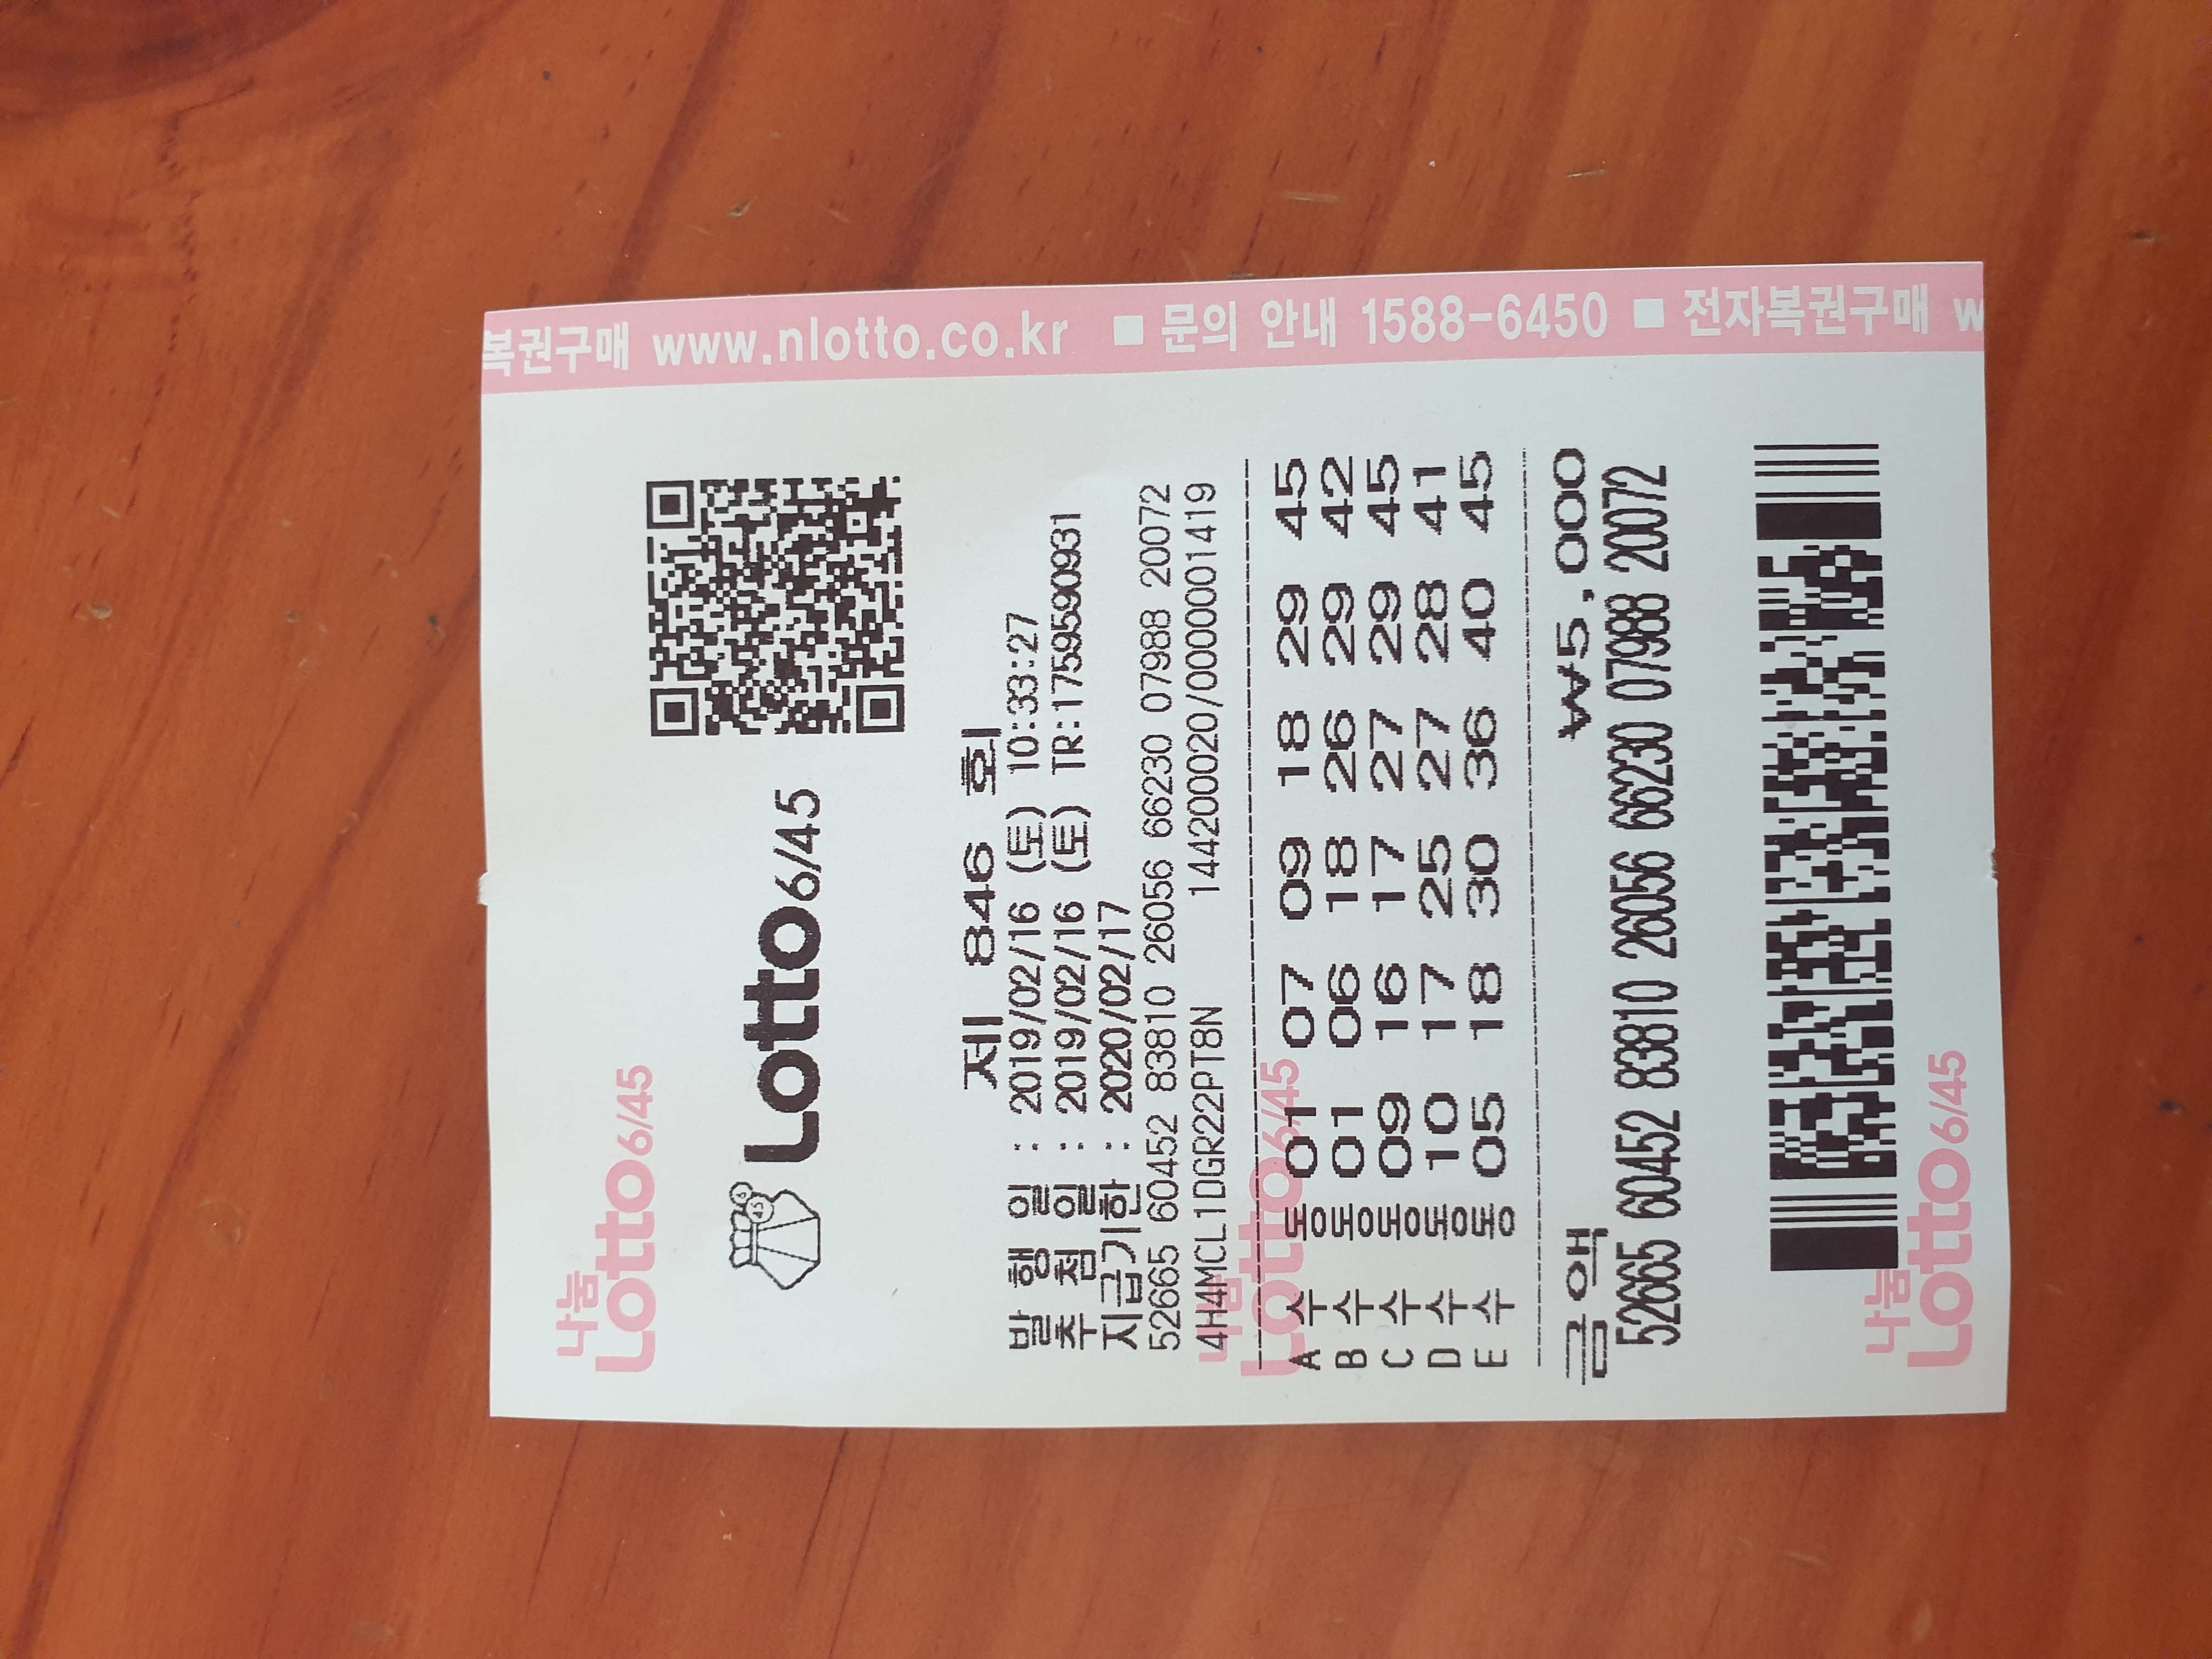 복권구매 www.nlotto.co.kr ■ 문의 안내 1588-6450 ■ 전자복권구매 w
나눔
Lotto6/45
Lotto6/45
제 846 회
발 행 일 : 2019/02/16 (토) 10:33:27
추 첨 일 : 2019/02/16 (토) TR:1759590931
지급기한 : 2020/02/17
52665 60452 83810 26056 66230 07988 20072
4H4MCL1DGR22PT8N 144200020/0000014419
나눔
Lotto6/45
A 수동 01 07 09 18 29 45
B 수동 01 06 18 26 29 42
C 수동 09 16 17 27 29 45
D 수동 10 17 25 27 28 41
E 수동 05 18 30 36 40 45
금액 ₩5,000
52665 60452 83810 26056 66230 07988 20072
나눔
Lotto6/45